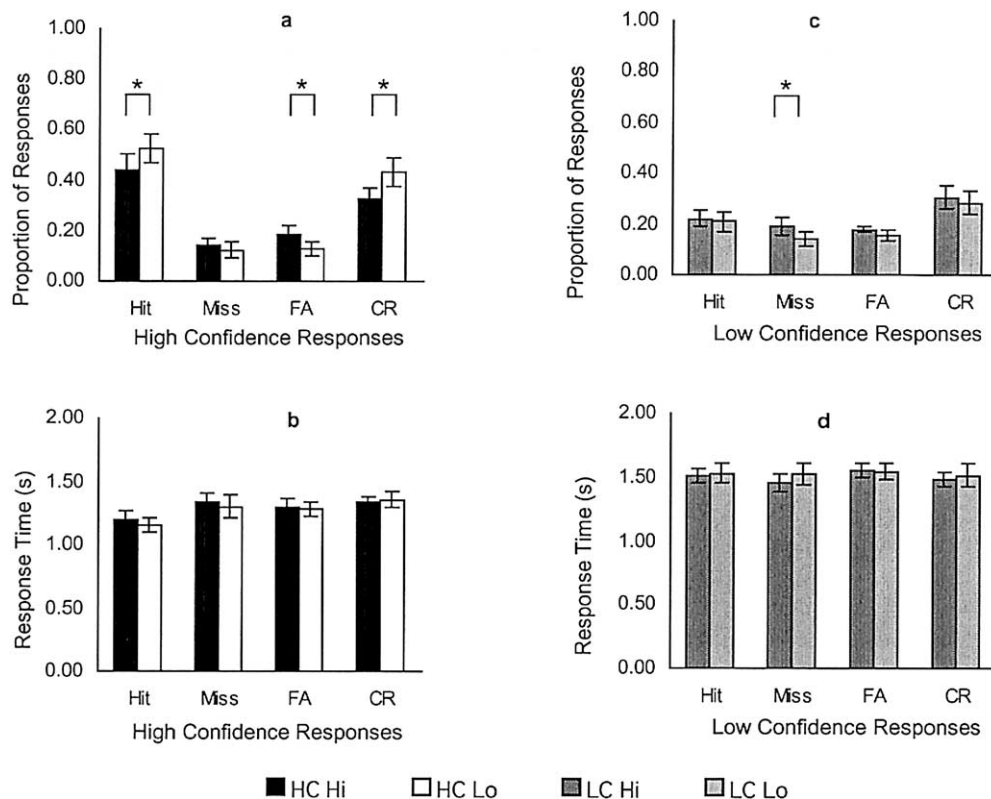 a
1.00
0.80
0.60
0.40
0.20
0.00
Proportion of Responses
*
*
*
Hit Miss FA CR
High Confidence Responses
c
1.00
0.80
0.60
0.40
0.20
0.00
Proportion of Responses
*
Hit Miss FA CR
Low Confidence Responses
b
2.00
1.50
1.00
0.50
0.00
Response Time (s)
Hit Miss FA CR
High Confidence Responses
d
2.00
1.50
1.00
0.50
0.00
Response Time (s)
Hit Miss FA CR
Low Confidence Responses
HC Hi HC Lo LC Hi LC Lo